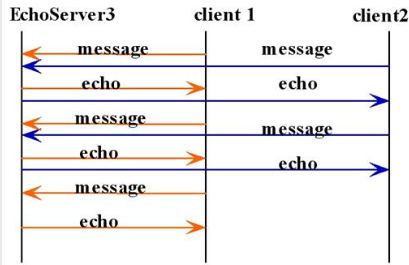 EchoServer3 client 1 client2
message message
echo echo
message
message
echo
echo
message
echo